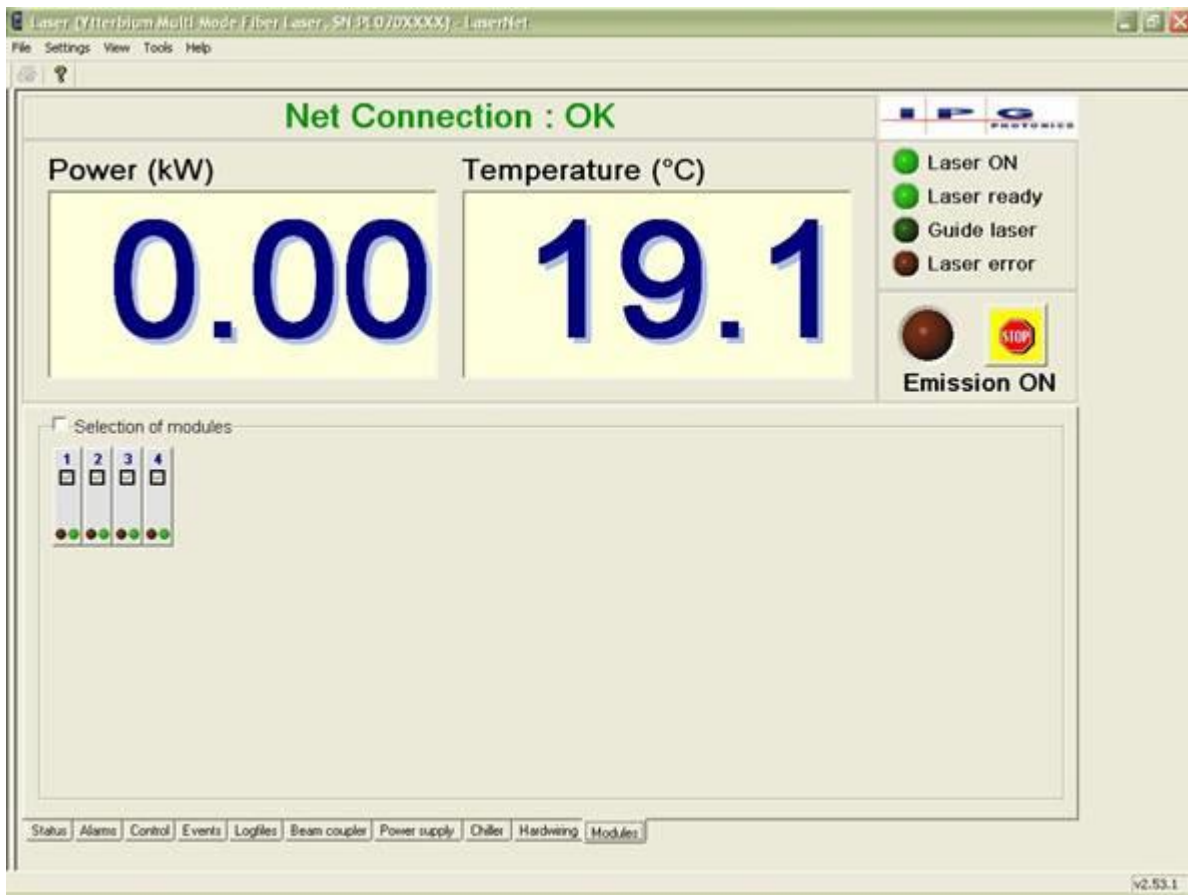 Laser (Ytterbium Multi Mode Fiber Laser, SN:PL070XXXX) - LaserNet
File Settings View Tools Help
Net Connection : OK
IPG
PHOTONICS
Power (kW)
Temperature (°C)
0.00
19.1
Laser ON
Laser ready
Guide laser
Laser error
STOP
Emission ON
Selection of modules
1 2 3 4
Status Alarms Control Events Logfiles Beam coupler Power supply Chiller Hardwiring Modules
v2.53.1